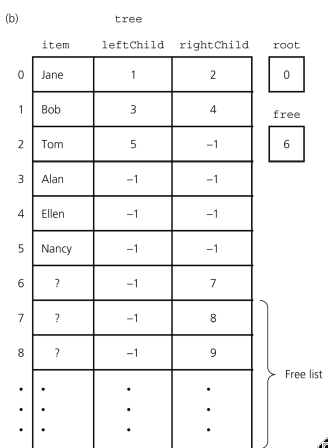 (b) tree
item leftChild rightChild root
0 Jane 1 2 0
1 Bob 3 4
free
2 Tom 5 –1 6
3 Alan –1 –1
4 Ellen –1 –1
5 Nancy –1 –1
6 ? –1 7
7 ? –1 8
8 ? –1 9
Free list
• • • •
• • • •
• • • •